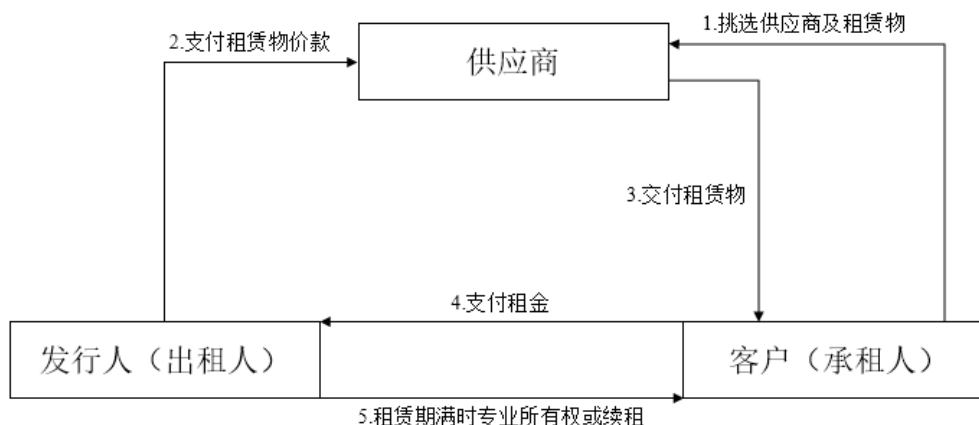 1.挑选供应商及租赁物
2.支付租赁物价款
供应商
3.交付租赁物
4.支付租金
发行人（出租人）
客户（承租人）
5.租赁期满时专业所有权或续租